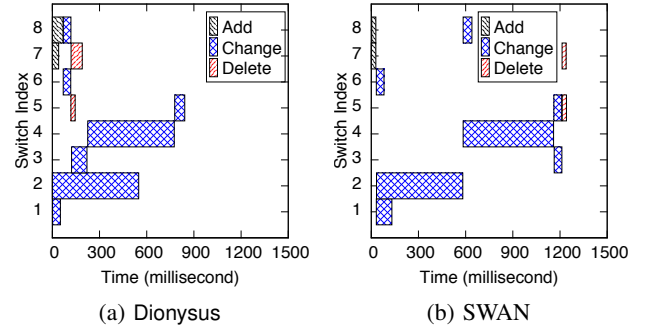 Add
Change
Delete
8
7
6
5
4
3
2
1
Switch Index
0 300 600 900 1200 1500
Time (millisecond)
(a) Dionysus
Add
Change
Delete
8
7
6
5
4
3
2
1
Switch Index
0 300 600 900 1200 1500
Time (millisecond)
(b) SWAN